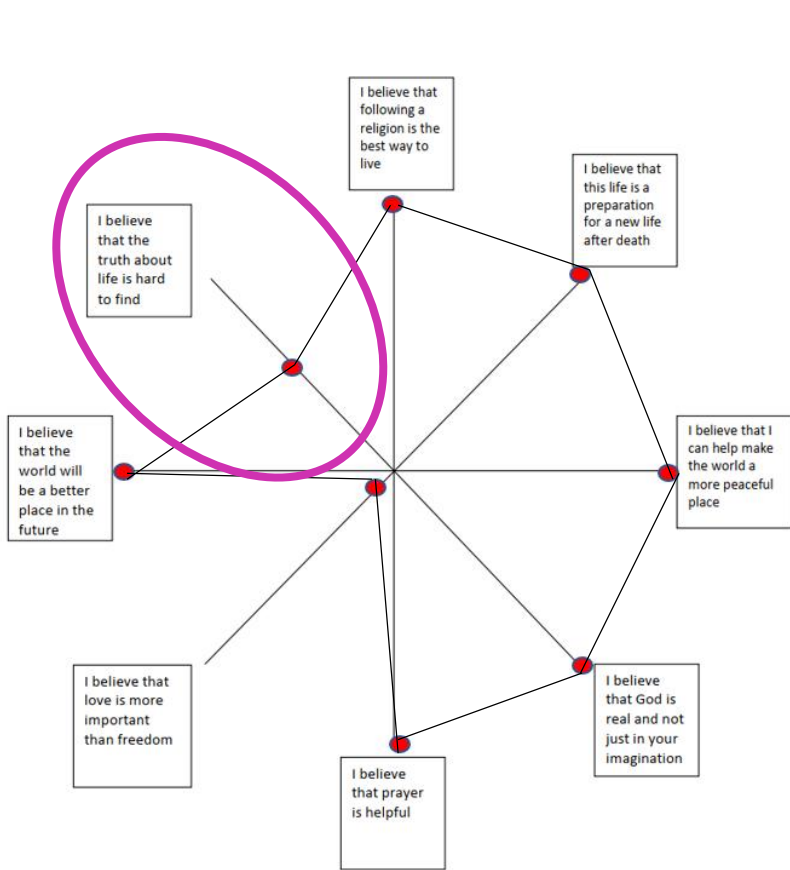 I believe that
following a
religion is the
best way to
live
I believe that
this life is a
preparation
for a new life
after death
I believe
that the
truth about
life is hard
to find
I believe
that the
world will
be a better
place in the
future
I believe that I
can help make
the world a
more peaceful
place
I believe that
love is more
important
than freedom
I believe
that God is
real and not
just in your
imagination
I believe
that prayer
is helpful